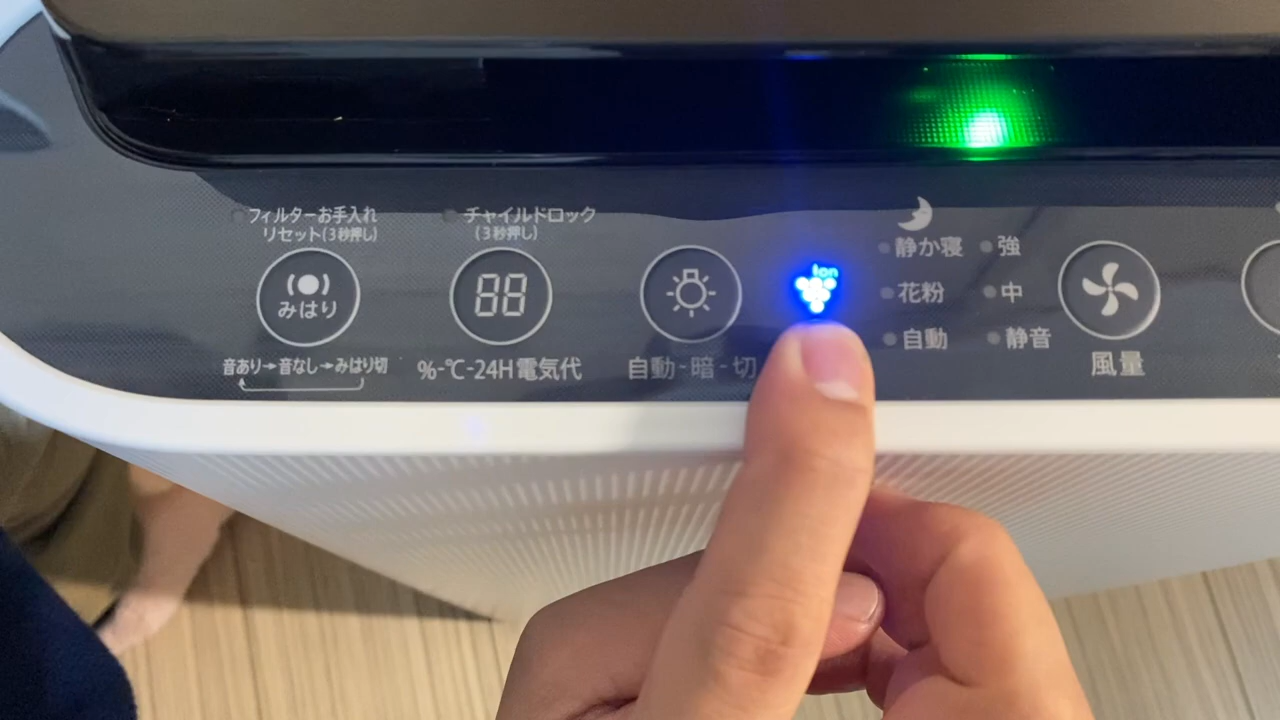 フィルターお手入れ
リセット(3秒押し)
みはり
音あり→音なし→みはり切
チャイルドロック
(3秒押し)
88
%-℃-24H電気代
自動-暗-切
Ion
静か寝
強
花粉
中
自動
静音
風量